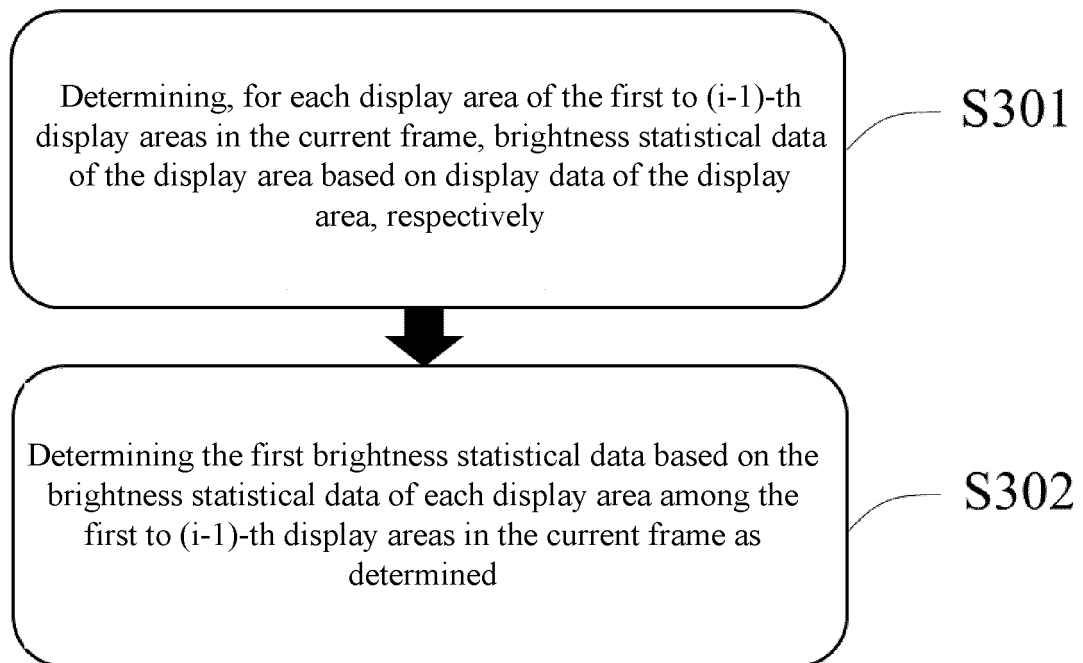 Determining, for each display area of the first to (i-1)-th
display areas in the current frame, brightness statistical data
of the display area based on display data of the display
area, respectively
S301
Determining the first brightness statistical data based on the
brightness statistical data of each display area among the
first to (i-1)-th display areas in the current frame as
determined
S302